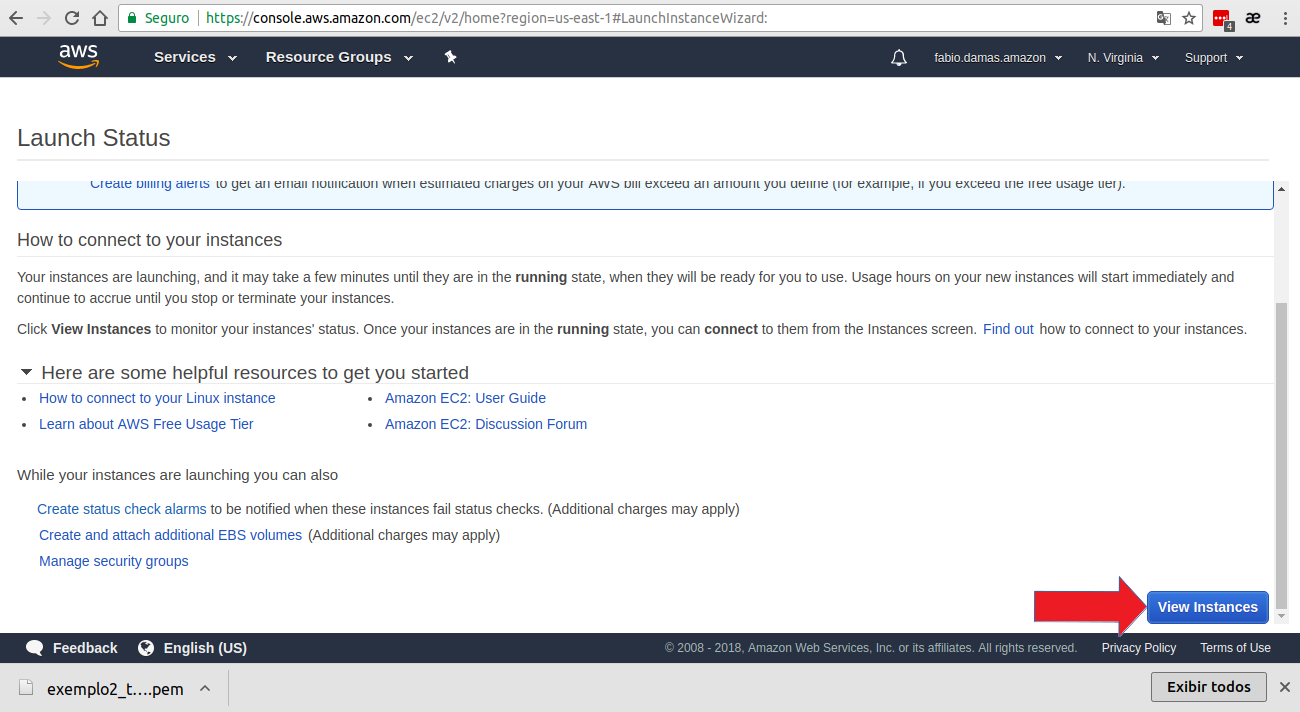 Seguro https://console.aws.amazon.com/ec2/v2/home?region=us-east-1#LaunchInstanceWizard:
4
æ
aws Services Resource Groups fabio.damas.amazon N. Virginia Support
Launch Status
Create billing alerts to get an email notification when estimated charges on your AWS bill exceed an amount you define (for example, if you exceed the free usage tier).
How to connect to your instances
Your instances are launching, and it may take a few minutes until they are in the running state, when they will be ready for you to use. Usage hours on your new instances will start immediately and
continue to accrue until you stop or terminate your instances.
Click View Instances to monitor your instances' status. Once your instances are in the running state, you can connect to them from the Instances screen. Find out how to connect to your instances.
Here are some helpful resources to get you started
• How to connect to your Linux instance • Amazon EC2: User Guide
• Learn about AWS Free Usage Tier • Amazon EC2: Discussion Forum
While your instances are launching you can also
Create status check alarms to be notified when these instances fail status checks. (Additional charges may apply)
Create and attach additional EBS volumes (Additional charges may apply)
Manage security groups
View Instances
Feedback English (US) © 2008 - 2018, Amazon Web Services, Inc. or its affiliates. All rights reserved. Privacy Policy Terms of Use
exemplo2_t....pem Exibir todos